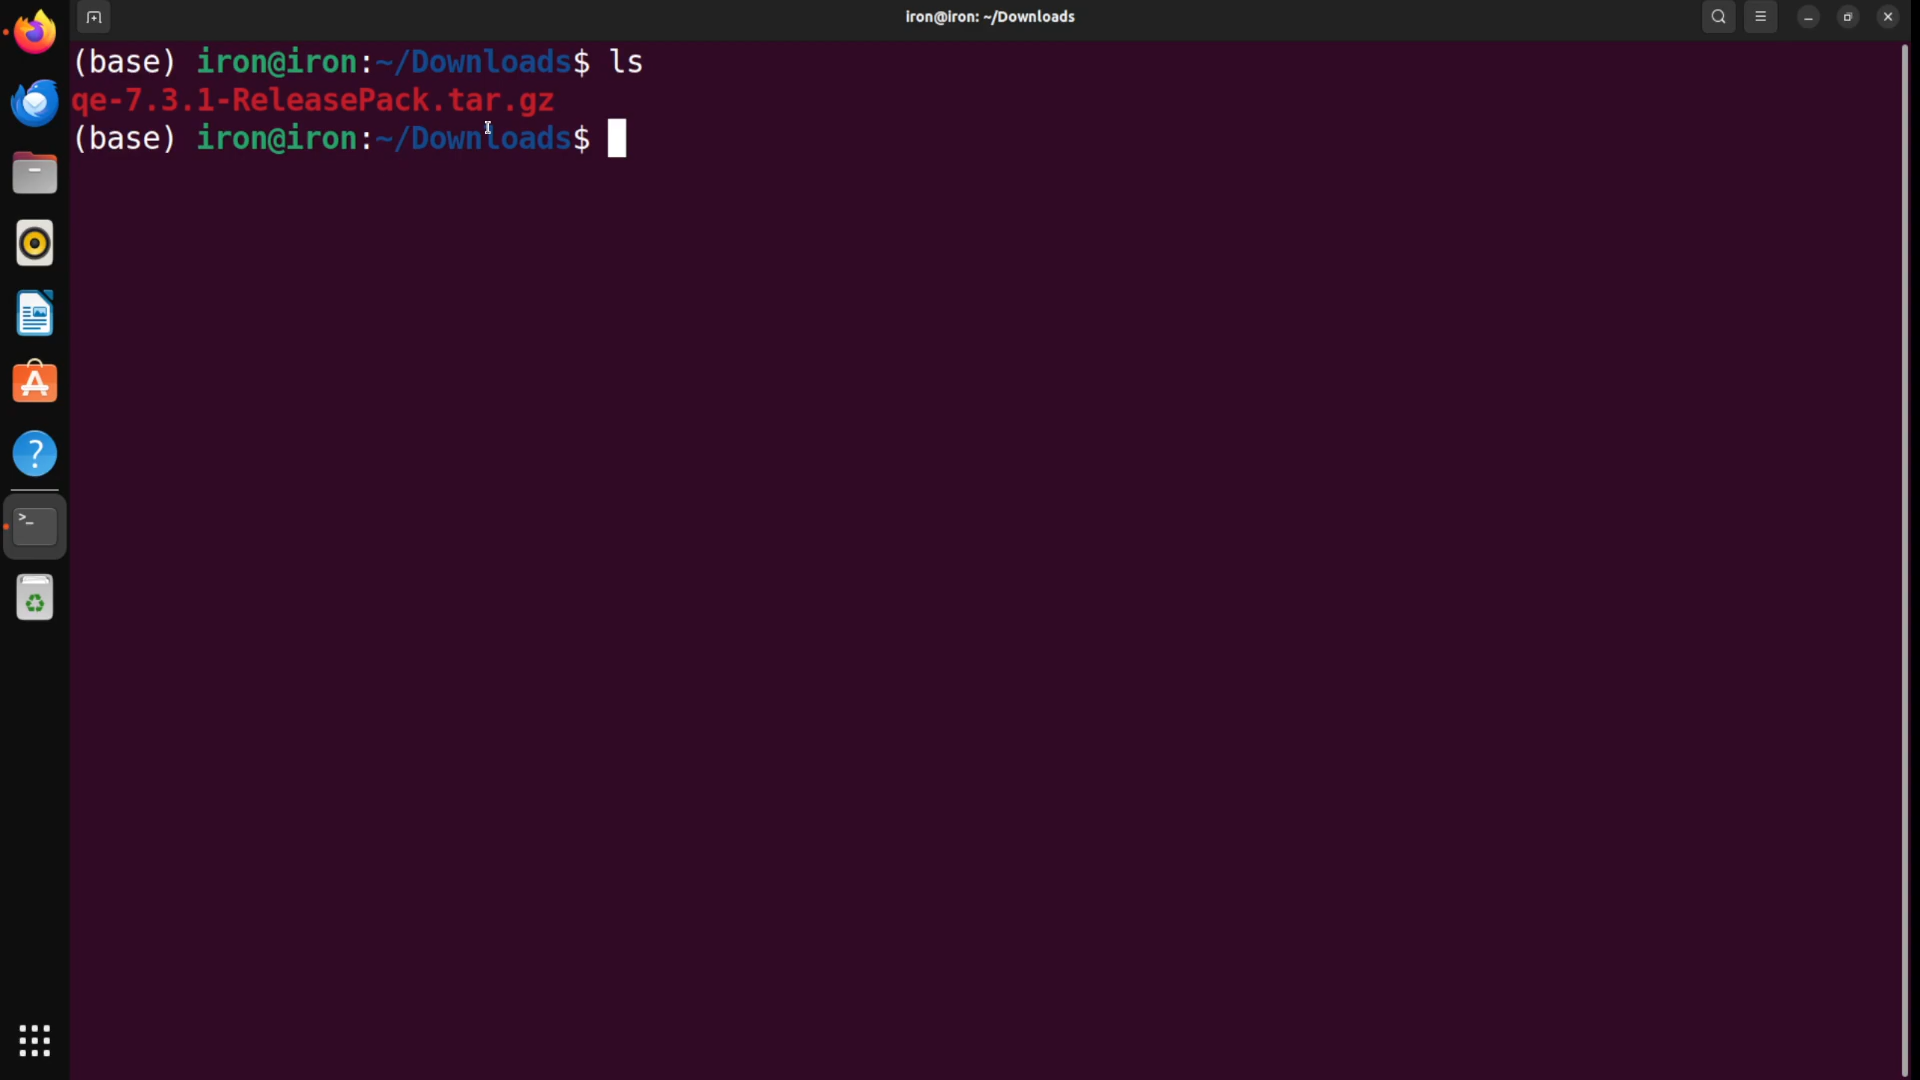 iron@iron: ~/Downloads
(base) iron@iron:~/Downloads$ ls
qe-7.3.1-ReleasePack.tar.gz
(base) iron@iron:~/Downloads$